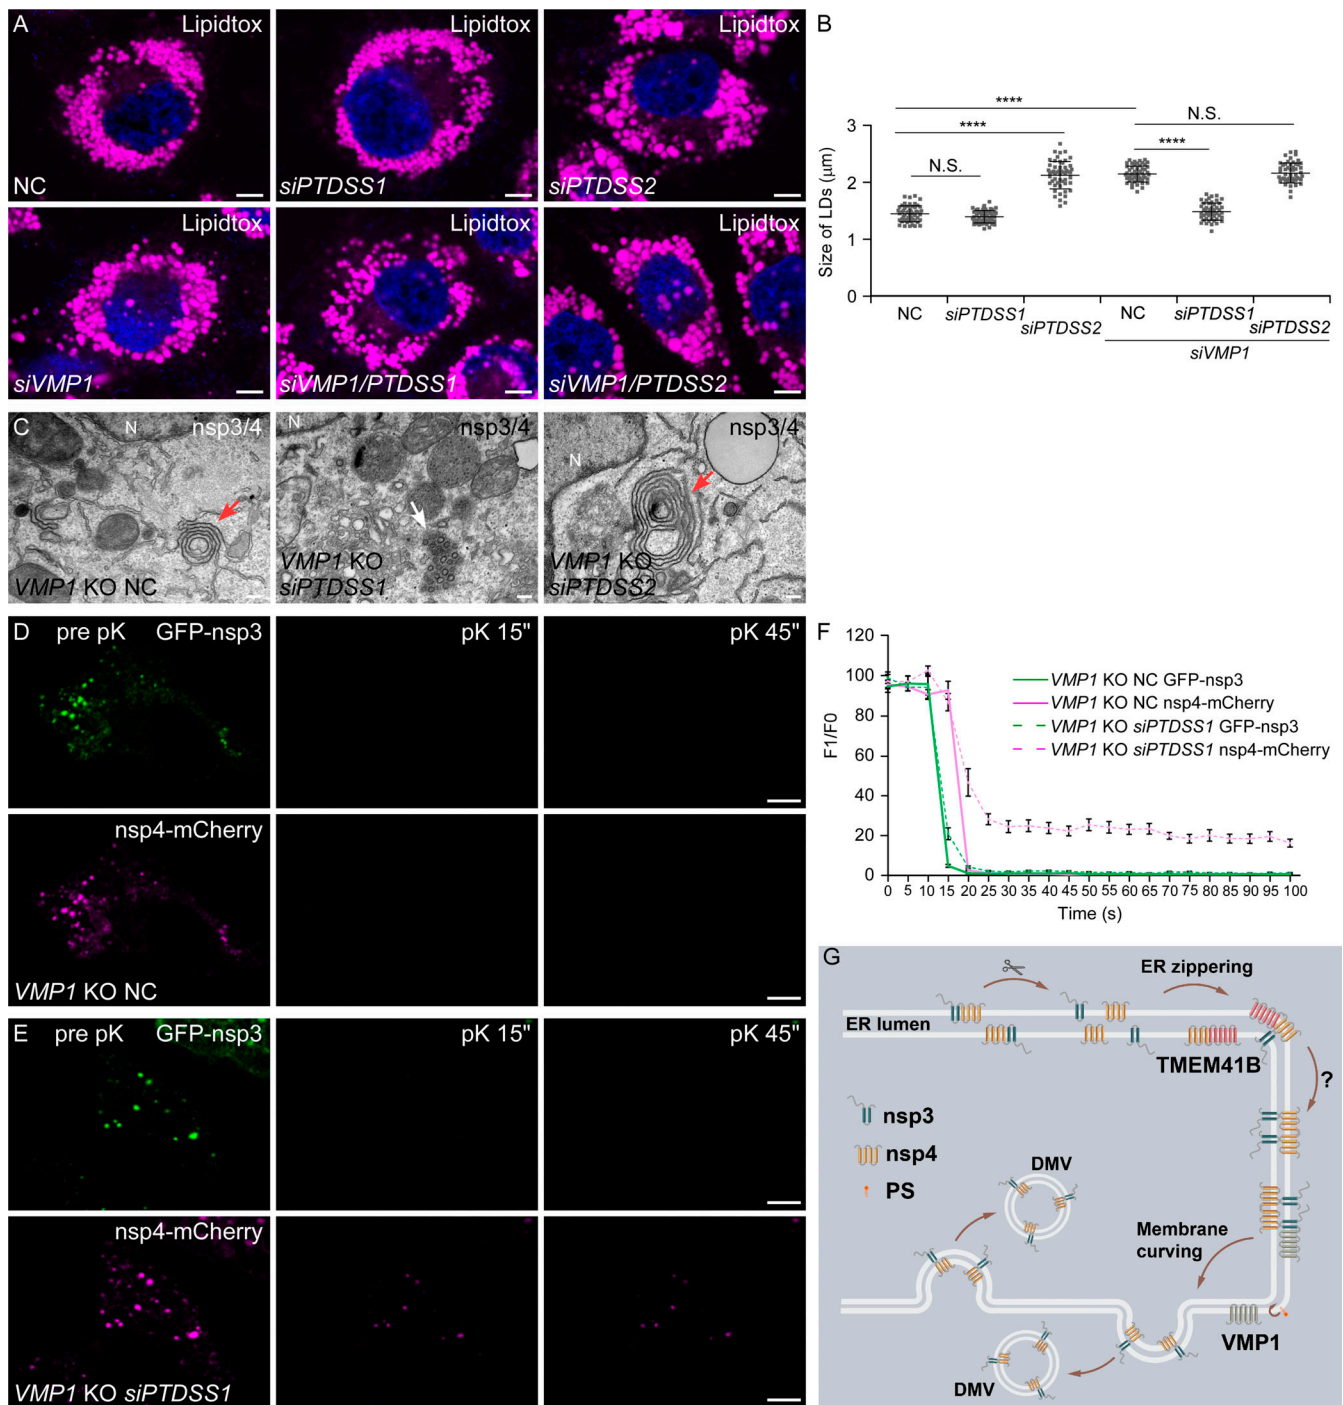 A
Lipidtox
NC
Lipidtox
siPTDSS1
Lipidtox
siPTDSS2
Lipidtox
siVMP1
Lipidtox
siVMP1/PTDSS1
Lipidtox
siVMP1/PTDSS2
B
Size of LDs (µm)
3
2
1
0
****
****
N.S.
N.S.
****
NC
siPTDSS1
siPTDSS2
NC
siPTDSS1
siPTDSS2
siVMP1
C
N
nsp3/4
VMP1 KO NC
N
nsp3/4
VMP1 KO
siPTDSS1
N
nsp3/4
VMP1 KO
siPTDSS2
D
pre pK
GFP-nsp3
pK 15"
pK 45"
nsp4-mCherry
VMP1 KO NC
E
pre pK
GFP-nsp3
pK 15"
pK 45"
nsp4-mCherry
VMP1 KO siPTDSS1
F
F1/F0
120
100
80
60
40
20
0
VMP1 KO NC GFP-nsp3
VMP1 KO NC nsp4-mCherry
VMP1 KO siPTDSS1 GFP-nsp3
VMP1 KO siPTDSS1 nsp4-mCherry
0 5 10 15 20 25 30 35 40 45 50 55 60 65 70 75 80 85 90 95 100
Time (s)
G
ER zippering
ER lumen
TMEM41B
?
nsp3
nsp4
PS
DMV
Membrane
curving
VMP1
DMV